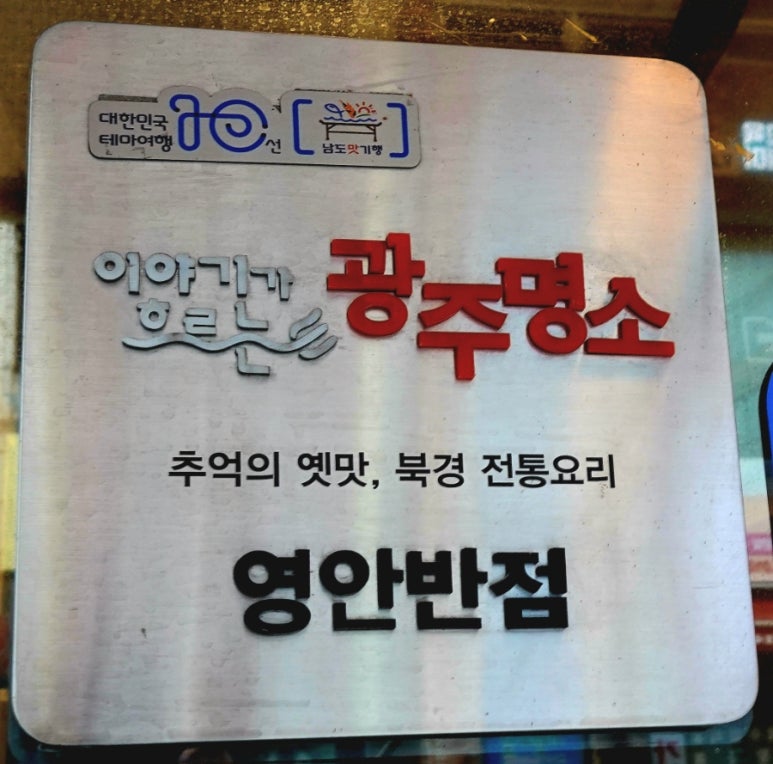 대한민국
테마여행 10선 [남도맛기행]
이야기가
흐르는 광주명소
추억의 옛맛, 북경 전통요리
영안반점